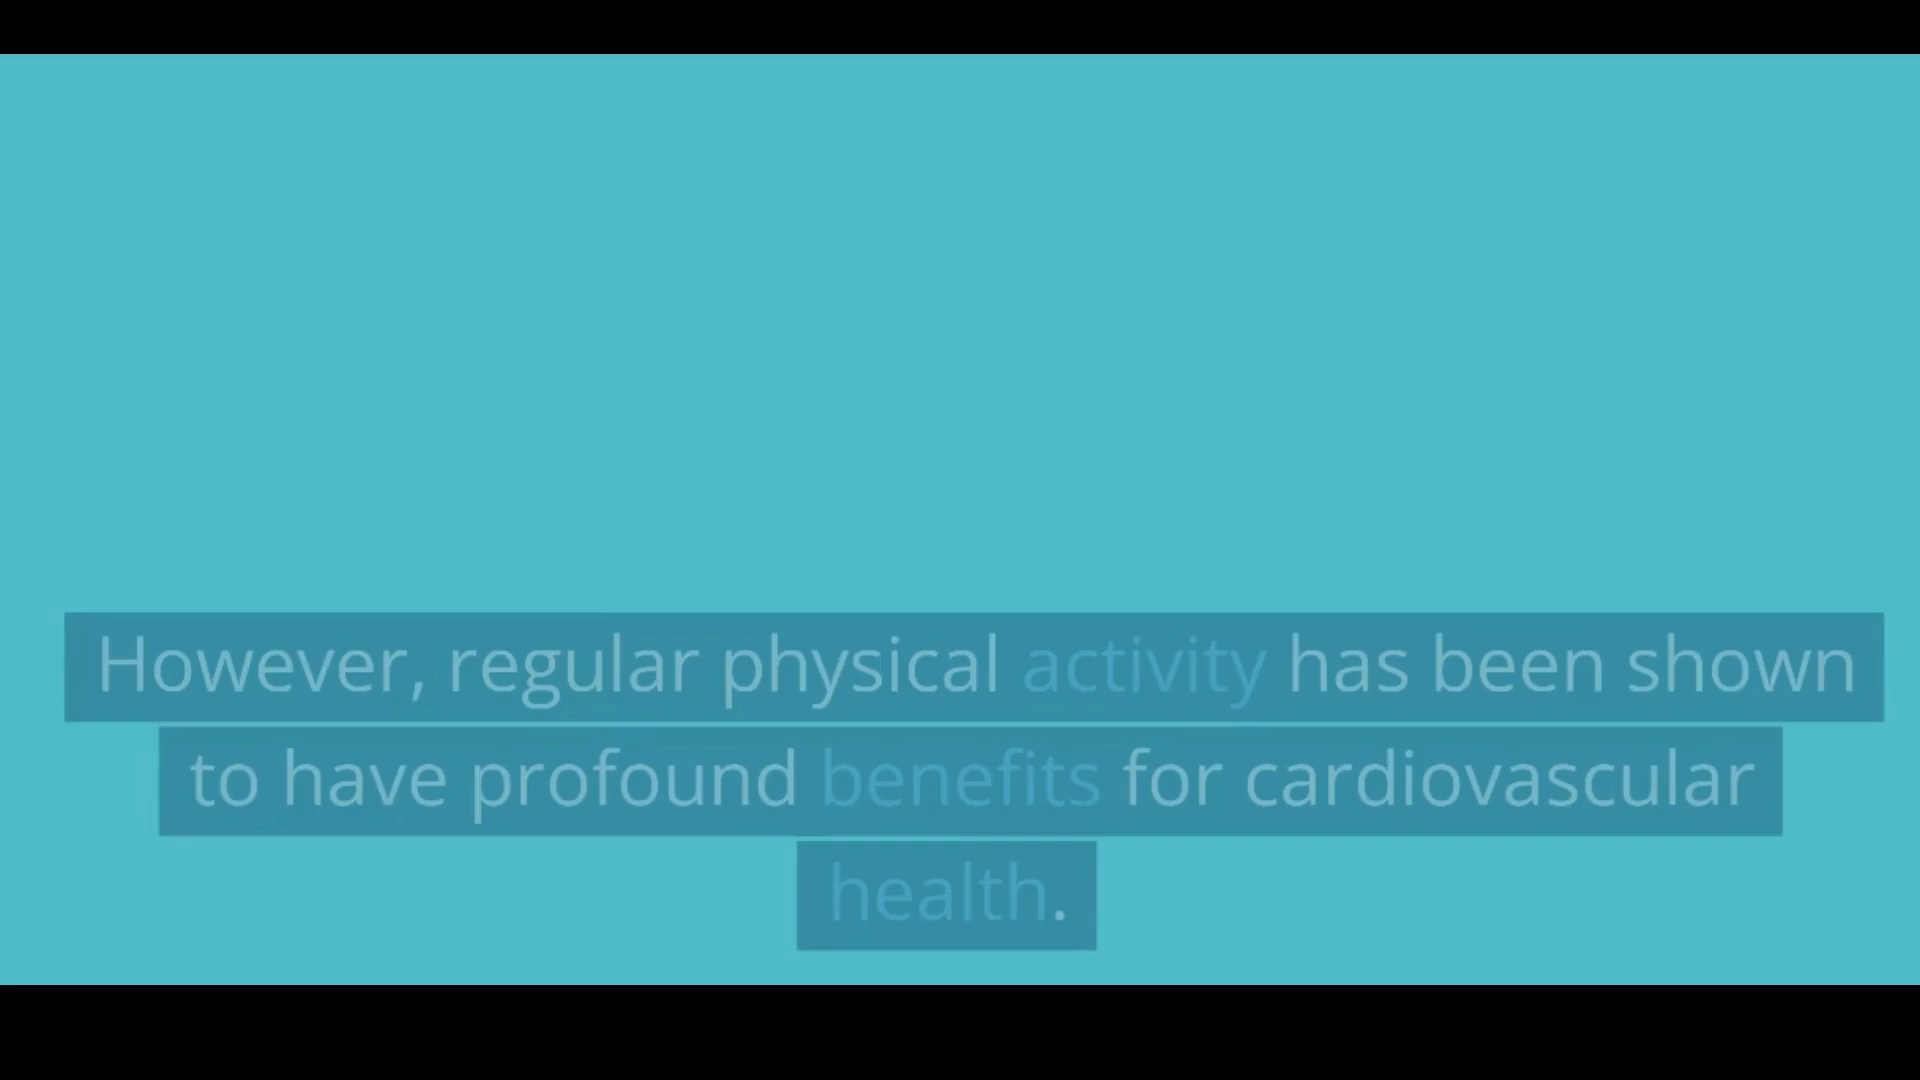 However, regular physical activity has been shown
to have profound benefits for cardiovascular
health.